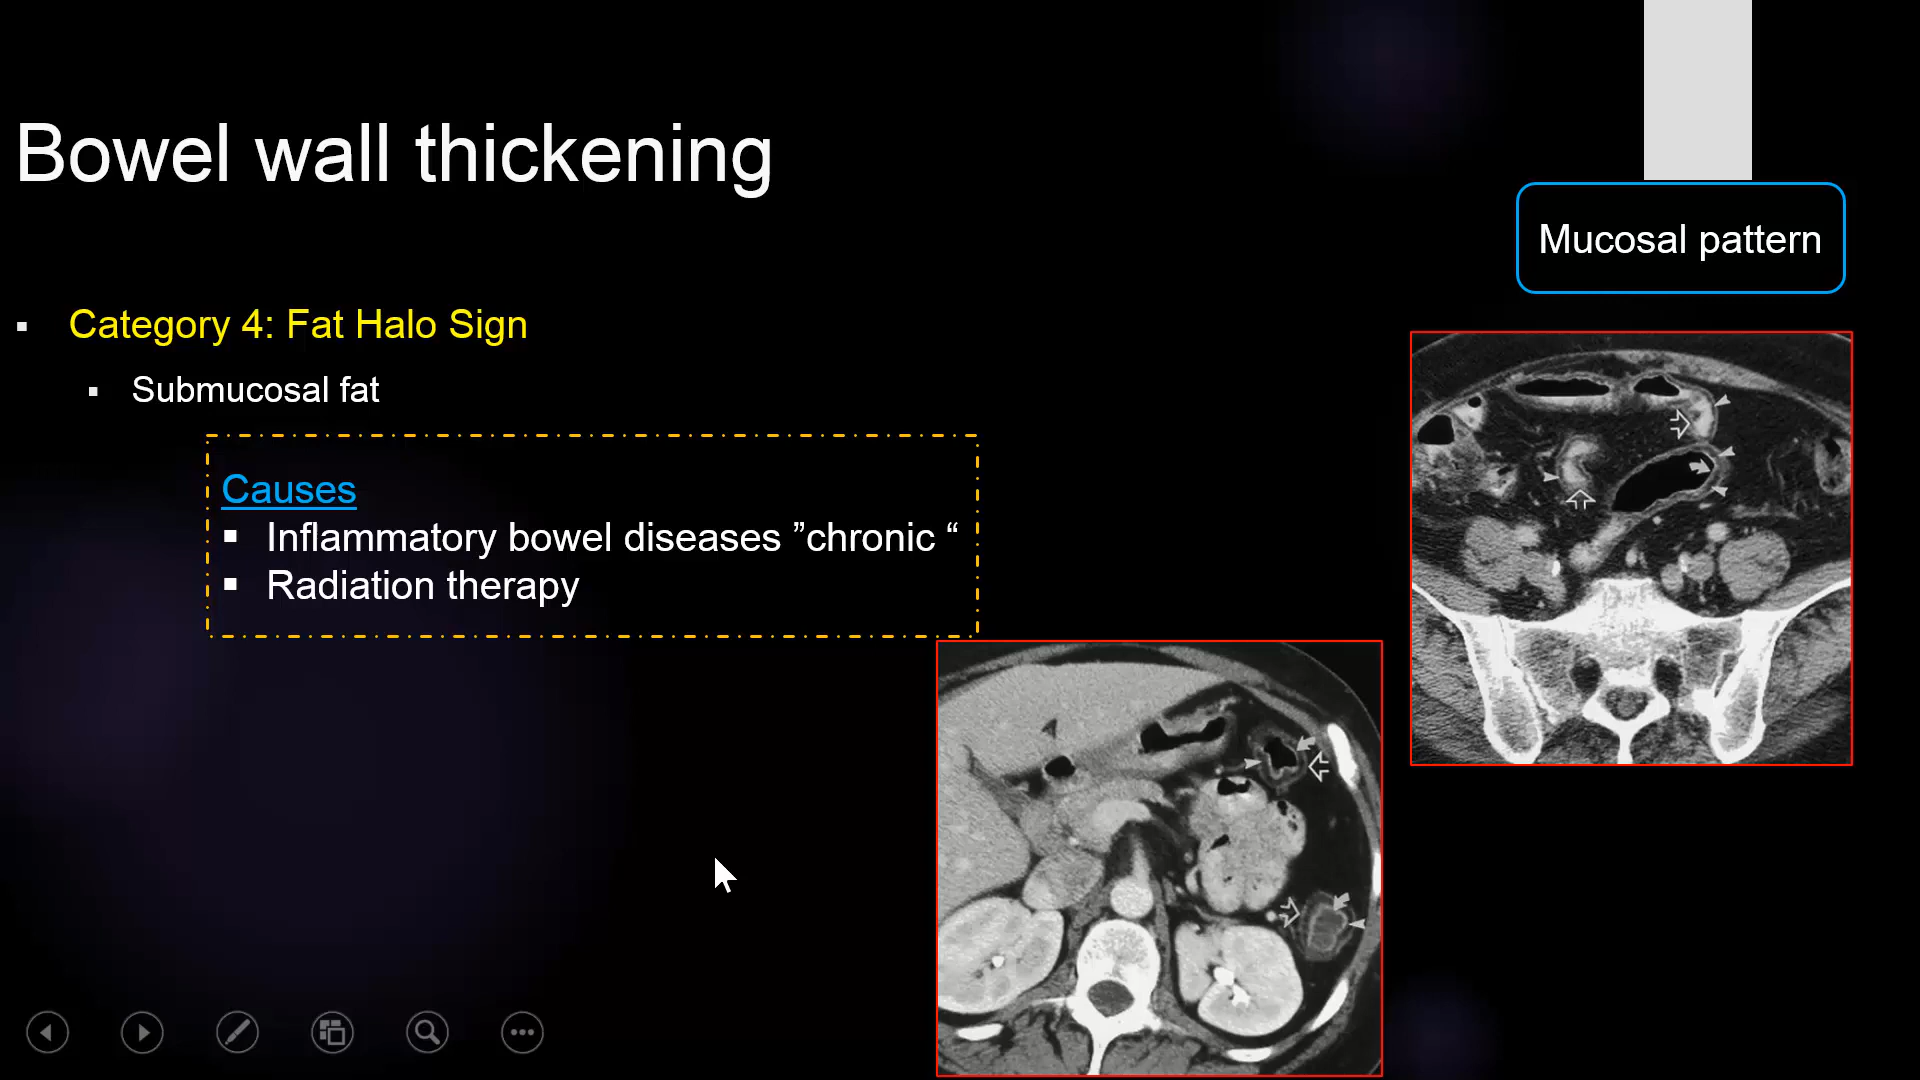 Bowel wall thickening
Mucosal pattern
▪ Category 4: Fat Halo Sign
▪ Submucosal fat
Causes
▪ Inflammatory bowel diseases ”chronic “
▪ Radiation therapy